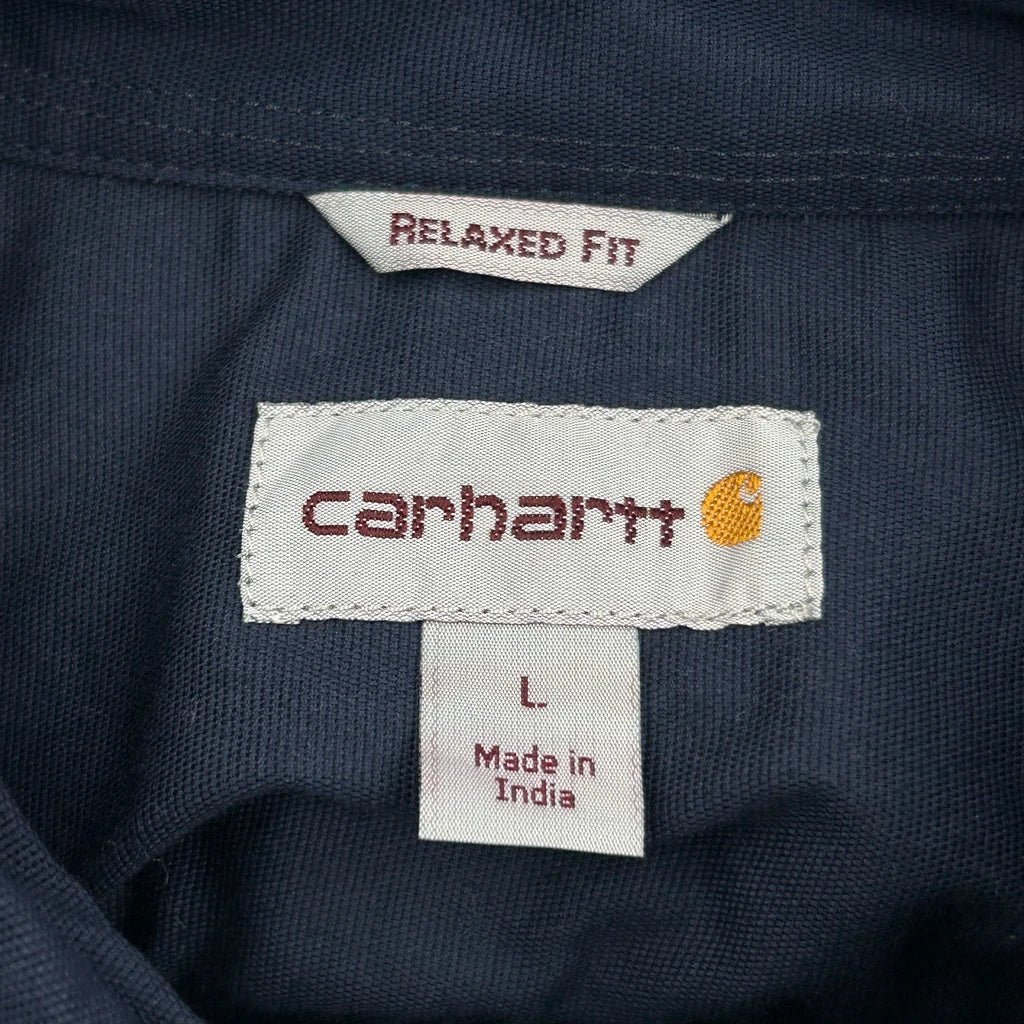 RELAXED FIT
carhartt
L
Made in
India